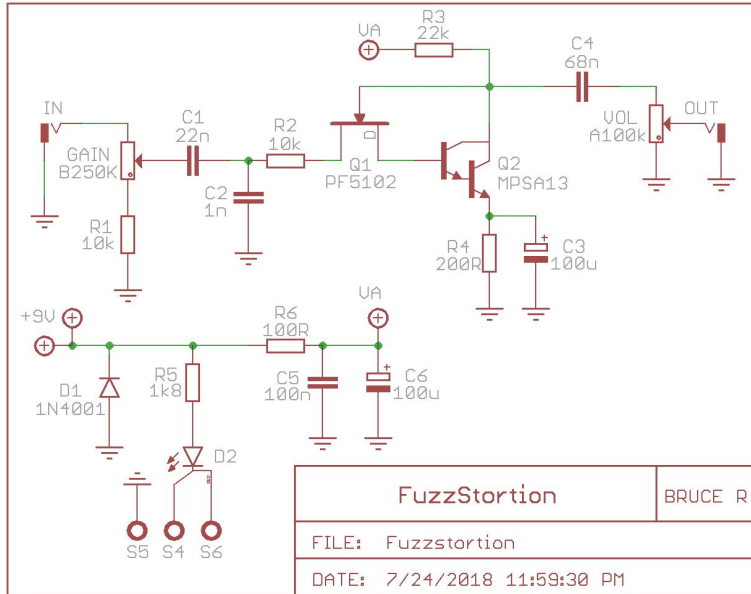 R3
22k
VA
C4
68n
IN
C1
22n
R2
10k
D
VOL
A100k
OUT
GAIN
B250K
Q1
PF5102
Q2
MPSA13
C2
1n
R1
10k
R4
200R
C3
100u
+
+9V
R6
100R
VA
D1
1N4001
R5
1k8
C5
100n
C6
100u
+
D2
S5
S4
S6
FuzzStortion
BRUCE R
FILE: Fuzzstortion
DATE: 7/24/2018 11:59:30 PM